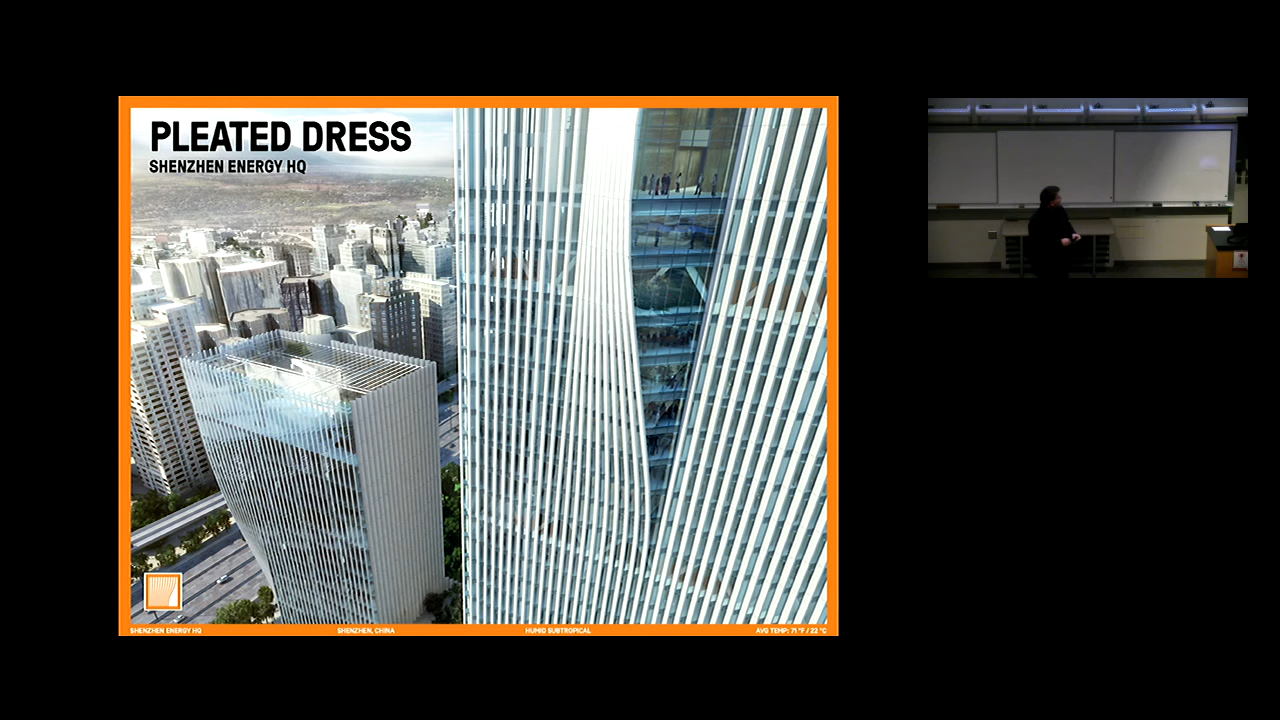 PLEATED DRESS
SHENZHEN ENERGY HQ
SHENZHEN ENERGY HQ
SHENZHEN, CHINA
HUMID SUBTROPICAL
AVG TEMP: 71 °F / 22 °C